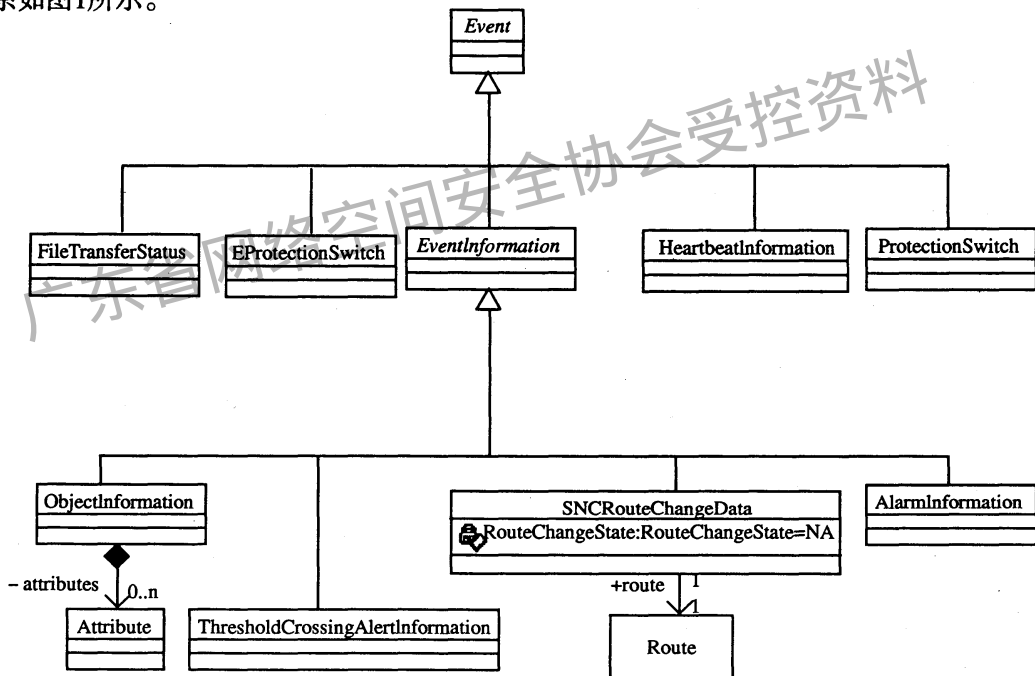 系如图1所示。
Event
广东省网络空间安全协会受控资料
FileTransferStatus
EProtectionSwitch
EventInformation
HeartbeatInformation
ProtectionSwitch
ObjectInformation
SNCRouteChangeData
AlarmInformation
RouteChangeState:RouteChangeState=NA
– attributes
0..n
+route
1
1
Attribute
ThresholdCrossingAlertInformation
Route